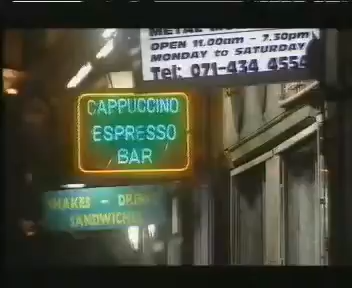 METAL
OPEN 11.00am - 7.30pm
MONDAY to SATURDAY
Tel: 071-434 4554
CAPPUCCINO
ESPRESSO
BAR
SHAKES - DRINKS
SANDWICHES